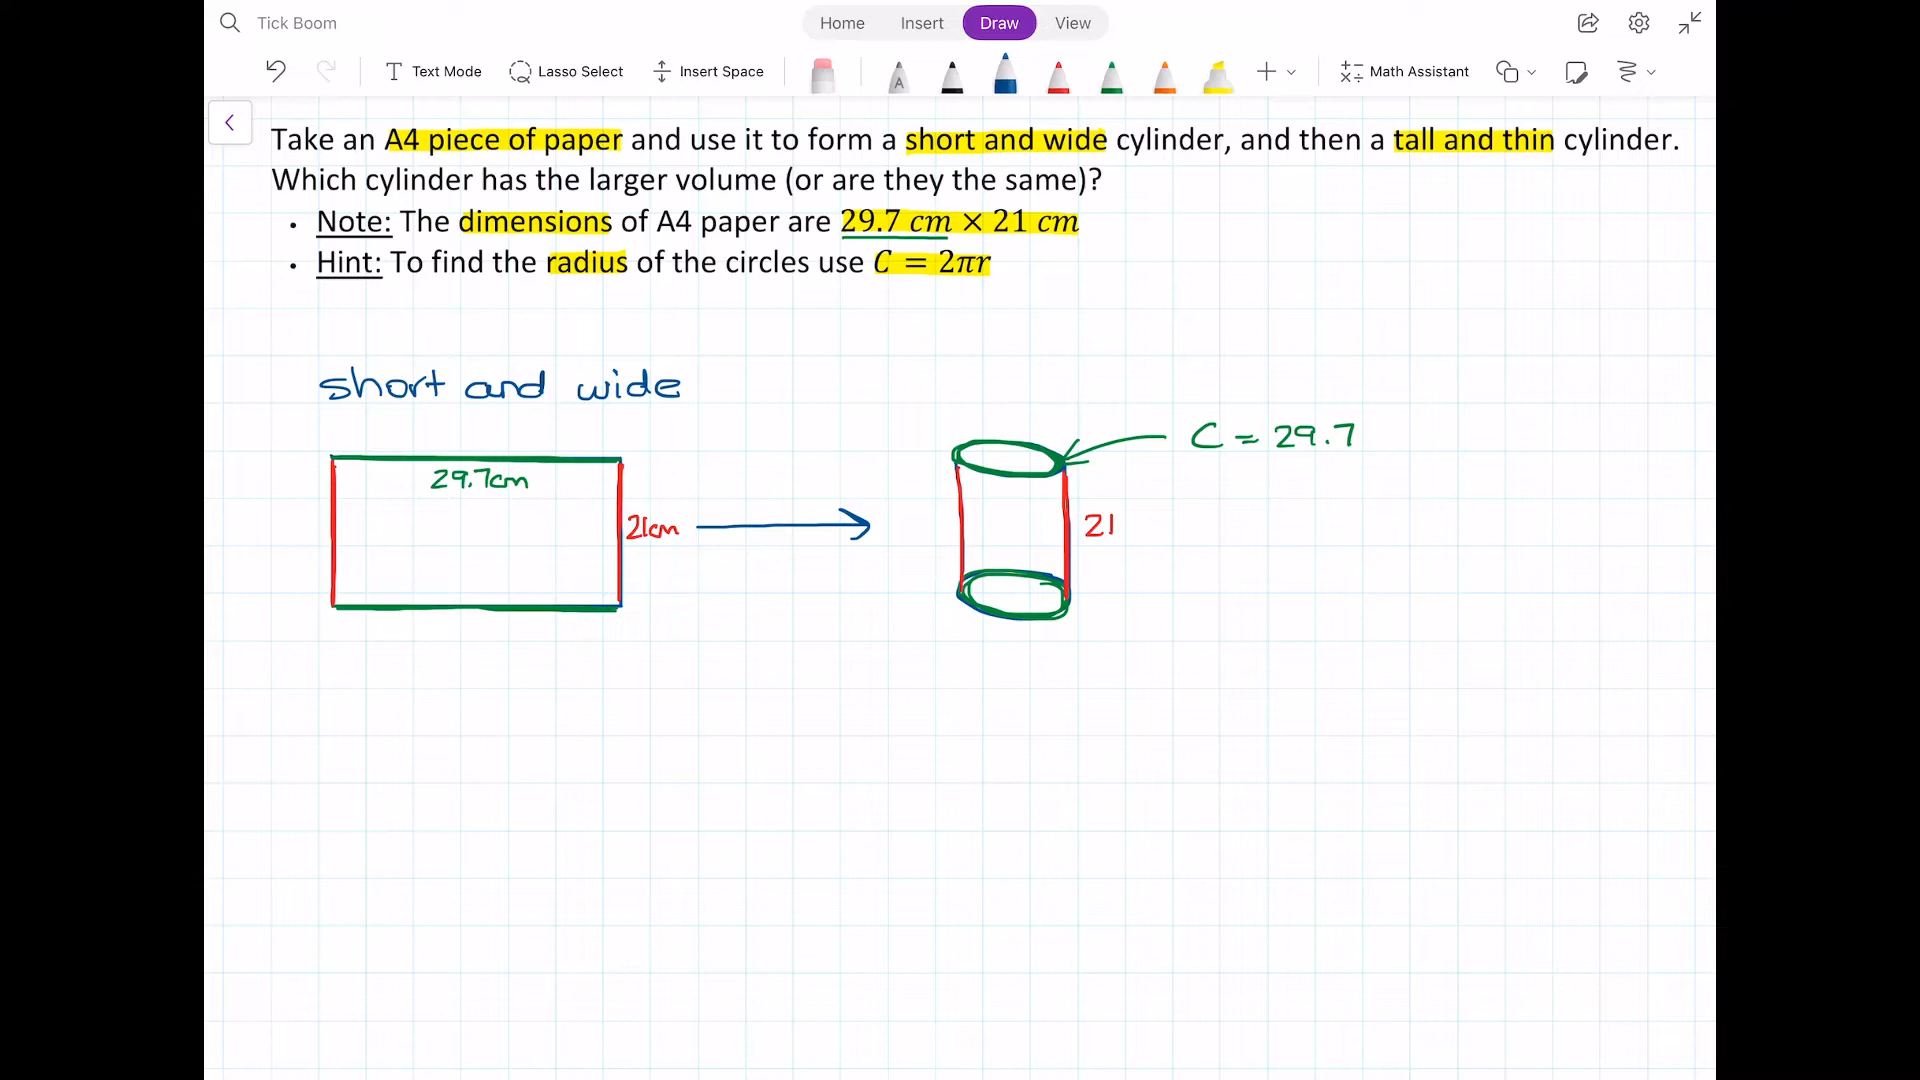 Tick Boom
Home Insert Draw View
Text Mode Lasso Select Insert Space A Math Assistant
Take an A4 piece of paper and use it to form a short and wide cylinder, and then a tall and thin cylinder.
Which cylinder has the larger volume (or are they the same)?
• Note: The dimensions of A4 paper are 29.7 cm × 21 cm
• Hint: To find the radius of the circles use C = 2πr
short and wide
C = 29.7
29.7cm
21cm
21